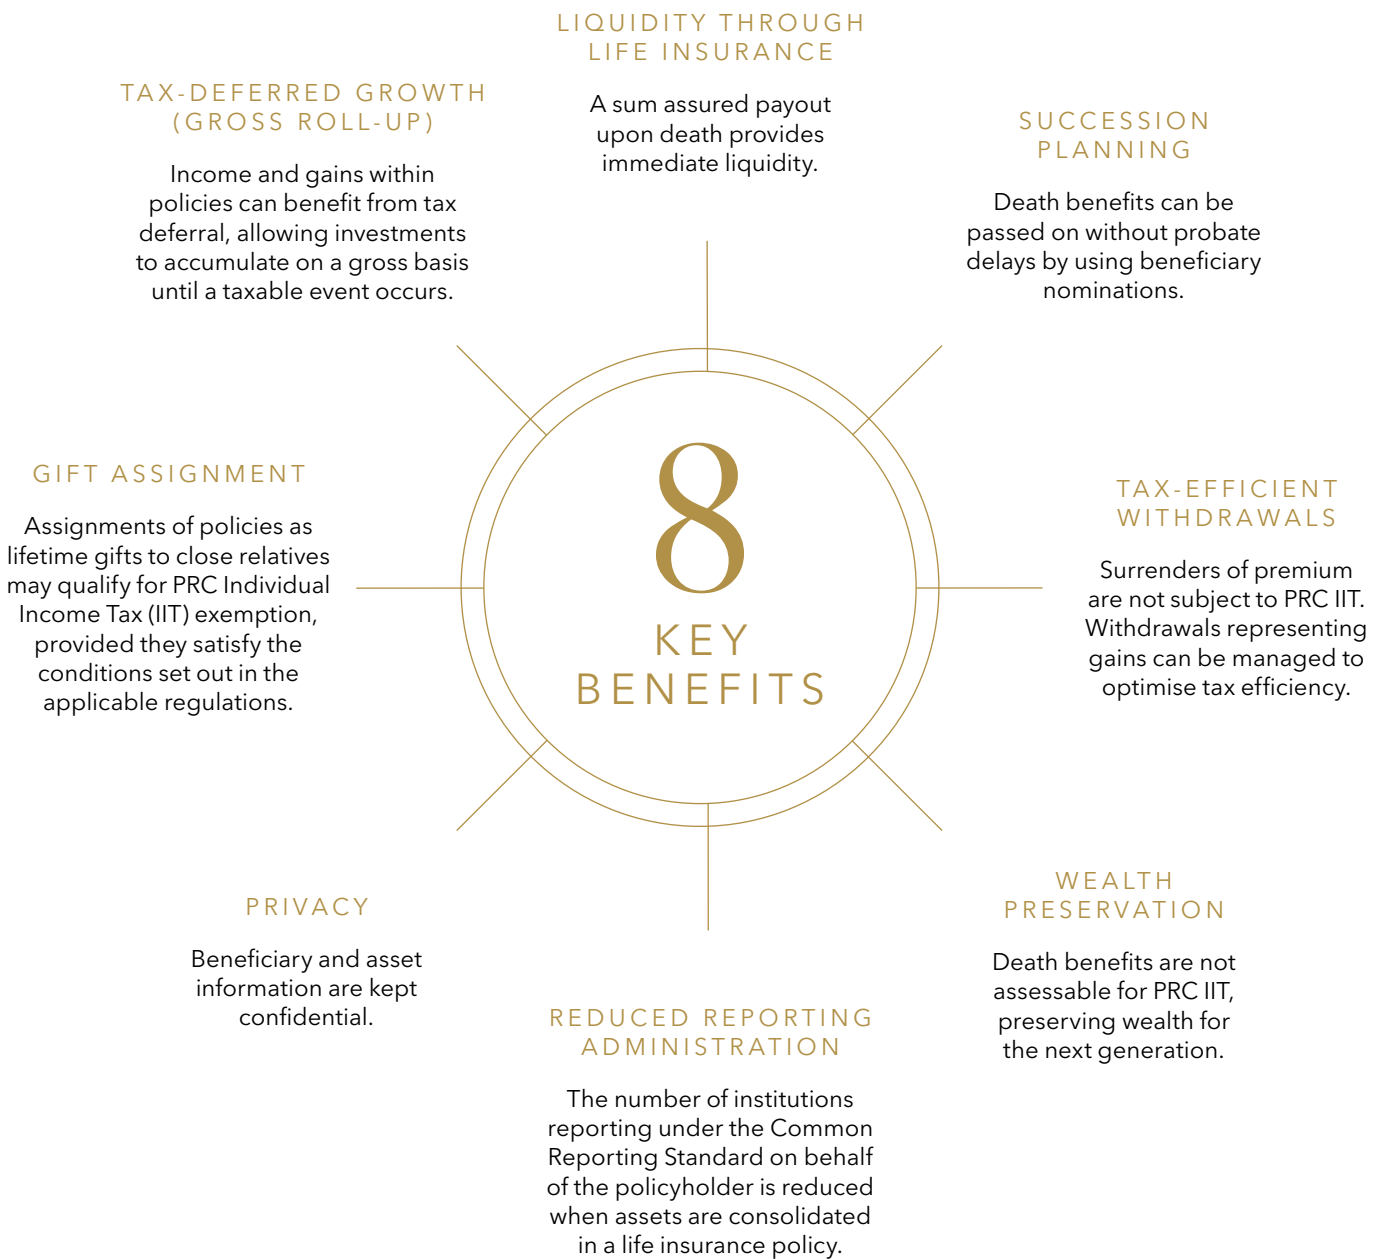 LIQUIDITY THROUGH
LIFE INSURANCE
A sum assured payout
upon death provides
immediate liquidity.
SUCCESSION
PLANNING
Death benefits can be
passed on without probate
delays by using beneficiary
nominations.
TAX-EFFICIENT
WITHDRAWALS
Surrenders of premium
are not subject to PRC IIT.
Withdrawals representing
gains can be managed to
optimise tax efficiency.
WEALTH
PRESERVATION
Death benefits are not
assessable for PRC IIT,
preserving wealth for
the next generation.
REDUCED REPORTING
ADMINISTRATION
The number of institutions
reporting under the Common
Reporting Standard on behalf
of the policyholder is reduced
when assets are consolidated
in a life insurance policy.
PRIVACY
Beneficiary and asset
information are kept
confidential.
GIFT ASSIGNMENT
Assignments of policies as
lifetime gifts to close relatives
may qualify for PRC Individual
Income Tax (IIT) exemption,
provided they satisfy the
conditions set out in the
applicable regulations.
TAX-DEFERRED GROWTH
(GROSS ROLL-UP)
Income and gains within
policies can benefit from tax
deferral, allowing investments
to accumulate on a gross basis
until a taxable event occurs.
8
KEY
BENEFITS